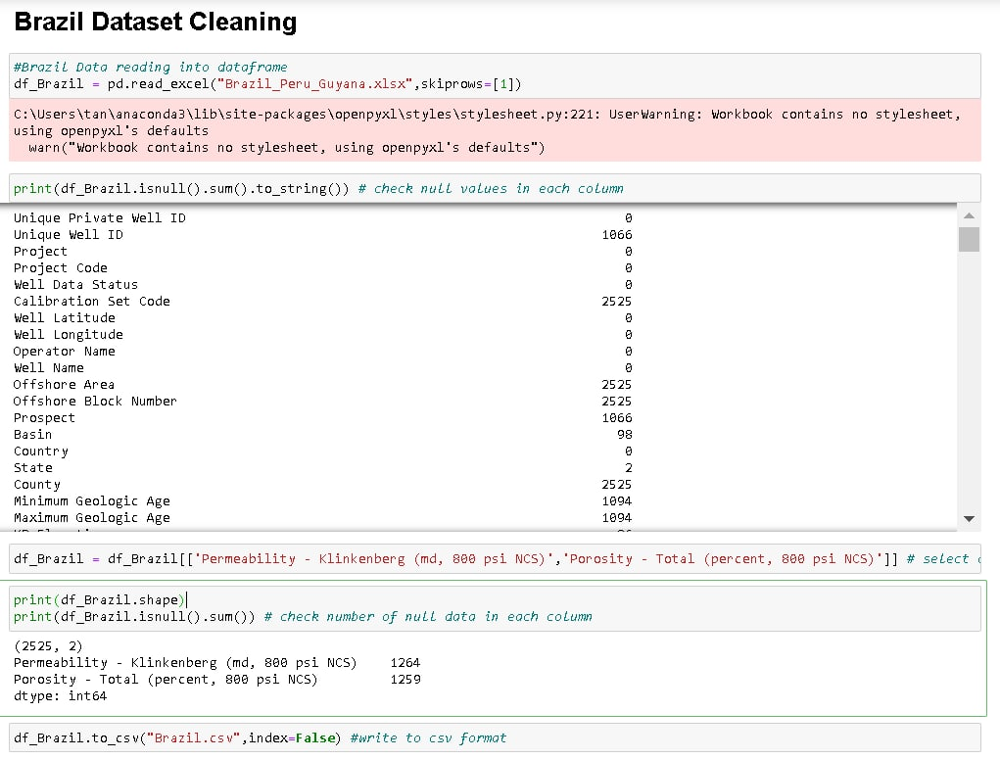 Brazil Dataset Cleaning
#Brazil Data reading into dataframe
df_Brazil = pd.read_excel("Brazil_Peru_Guyana.xlsx",skiprows=[1])
C:\Users\tan\anaconda3\lib\site-packages\openpyxl\styles\stylesheet.py:221: UserWarning: Workbook contains no stylesheet,
using openpyxl's defaults
warn("Workbook contains no stylesheet, using openpyxl's defaults")
print(df_Brazil.isnull().sum().to_string()) # check null values in each column
Unique Private Well ID 0
Unique Well ID 1066
Project 0
Project Code 0
Well Data Status 0
Calibration Set Code 2525
Well Latitude 0
Well Longitude 0
Operator Name 0
Well Name 0
Offshore Area 2525
Offshore Block Number 2525
Prospect 1066
Basin 98
Country 0
State 2
County 2525
Minimum Geologic Age 1094
Maximum Geologic Age 1094
df_Brazil = df_Brazil[['Permeability - Klinkenberg (md, 800 psi NCS)','Porosity - Total (percent, 800 psi NCS)']] # select
print(df_Brazil.shape)
print(df_Brazil.isnull().sum()) # check number of null data in each column
(2525, 2)
Permeability - Klinkenberg (md, 800 psi NCS) 1264
Porosity - Total (percent, 800 psi NCS) 1259
dtype: int64
df_Brazil.to_csv("Brazil.csv",index=False) #write to csv format